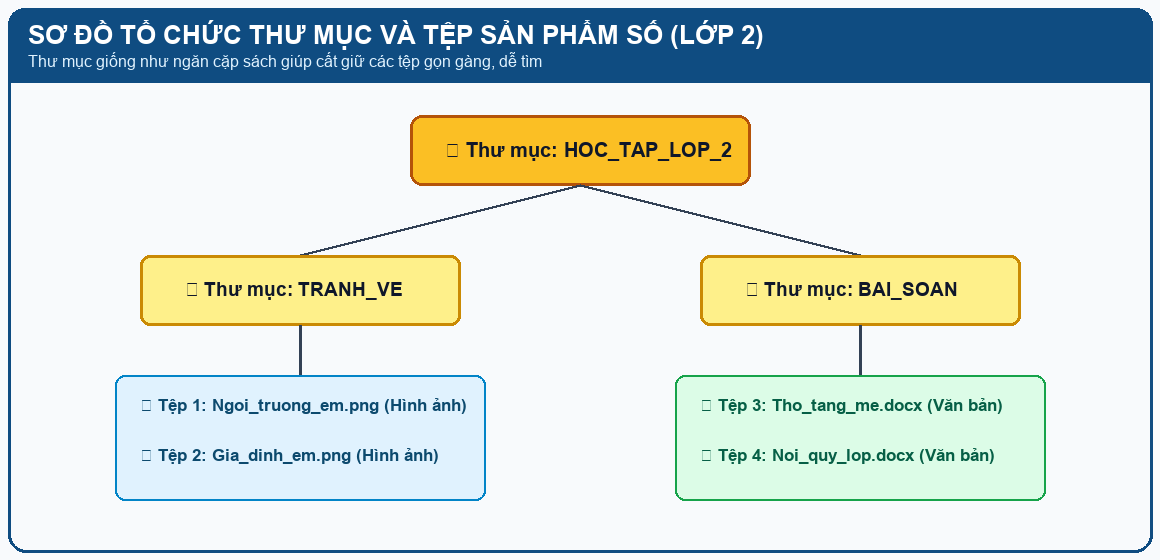 SƠ ĐỒ TỔ CHỨC THƯ MỤC VÀ TỆP SẢN PHẨM SỐ (LỚP 2)
Thư mục giống như ngăn cặp sách giúp cất giữ các tệp gọn gàng, dễ tìm
Thư mục: HOC_TAP_LOP_2
Thư mục: TRANH_VE
Thư mục: BAI_SOAN
Tệp 1: Ngoi_truong_em.png (Hình ảnh)
Tệp 2: Gia_dinh_em.png (Hình ảnh)
Tệp 3: Tho_tang_me.docx (Văn bản)
Tệp 4: Noi_quy_lop.docx (Văn bản)